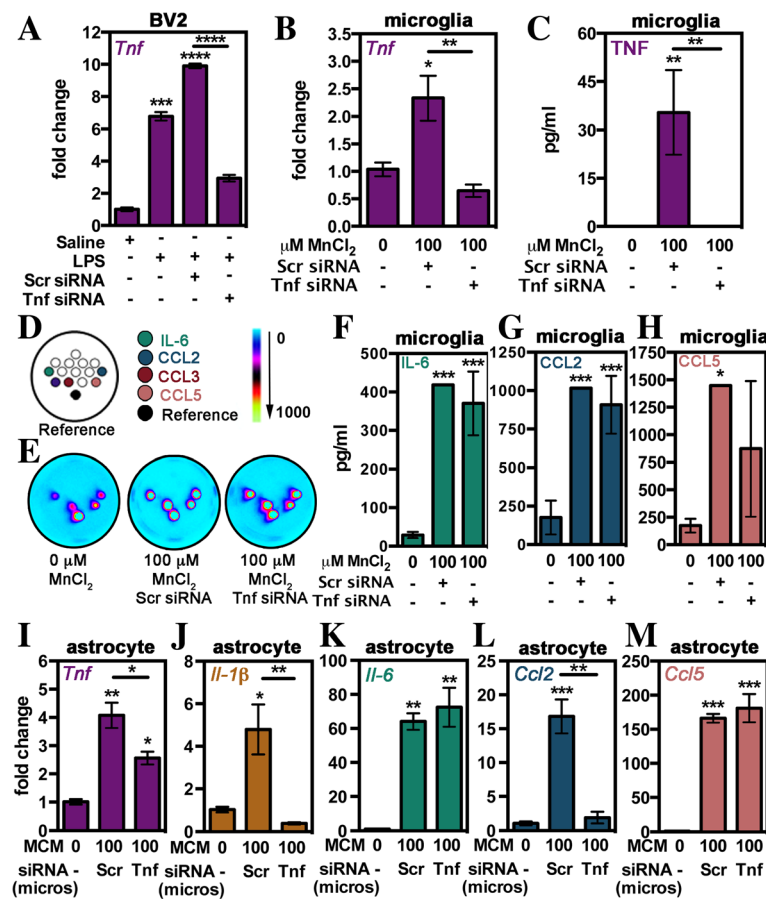 A
BV2
Tnf
****
****
***
fold change
12
10
8
6
4
2
0
Saline + - - -
LPS - + + +
Scr siRNA - - + -
Tnf siRNA - - - +
B
microglia
Tnf
**
*
fold change
4.0
3.5
3.0
2.5
2.0
1.5
1.0
0.5
0.0
μM MnCl2 0 100 100
Scr siRNA - + -
Tnf siRNA - - +
C
microglia
TNF
**
**
pg/ml
60
45
30
15
0
μM MnCl2 0 100 100
Scr siRNA - + -
Tnf siRNA - - +
D
Reference
IL-6
CCL2
CCL3
CCL5
Reference
0
1000
E
0 μM
MnCl2
100 μM
MnCl2
Scr siRNA
100 μM
MnCl2
Tnf siRNA
F
microglia
IL-6
***
***
pg/ml
500
400
300
200
100
0
μM MnCl2 0 100 100
Scr siRNA - + -
Tnf siRNA - - +
G
microglia
CCL2
***
***
1250
1000
750
500
250
0
0 100 100
- + -
- - +
H
microglia
CCL5
*
1750
1500
1250
1000
750
500
250
0
0 100 100
- + -
- - +
I
astrocyte
Tnf
*
**
*
fold change
6
5
4
3
2
1
0
MCM 0 100 100
siRNA - Scr Tnf
(micros)
J
astrocyte
Il-1β
**
*
8
6
4
2
0
MCM 0 100 100
siRNA - Scr Tnf
(micros)
K
astrocyte
Il-6
**
**
100
80
60
40
20
0
MCM 0 100 100
siRNA - Scr Tnf
(micros)
L
astrocyte
Ccl2
**
***
25
20
15
10
5
0
MCM 0 100 100
siRNA - Scr Tnf
(micros)
M
astrocyte
Ccl5
***
***
250
200
150
100
50
0
MCM 0 100 100
siRNA - Scr Tnf
(micros)